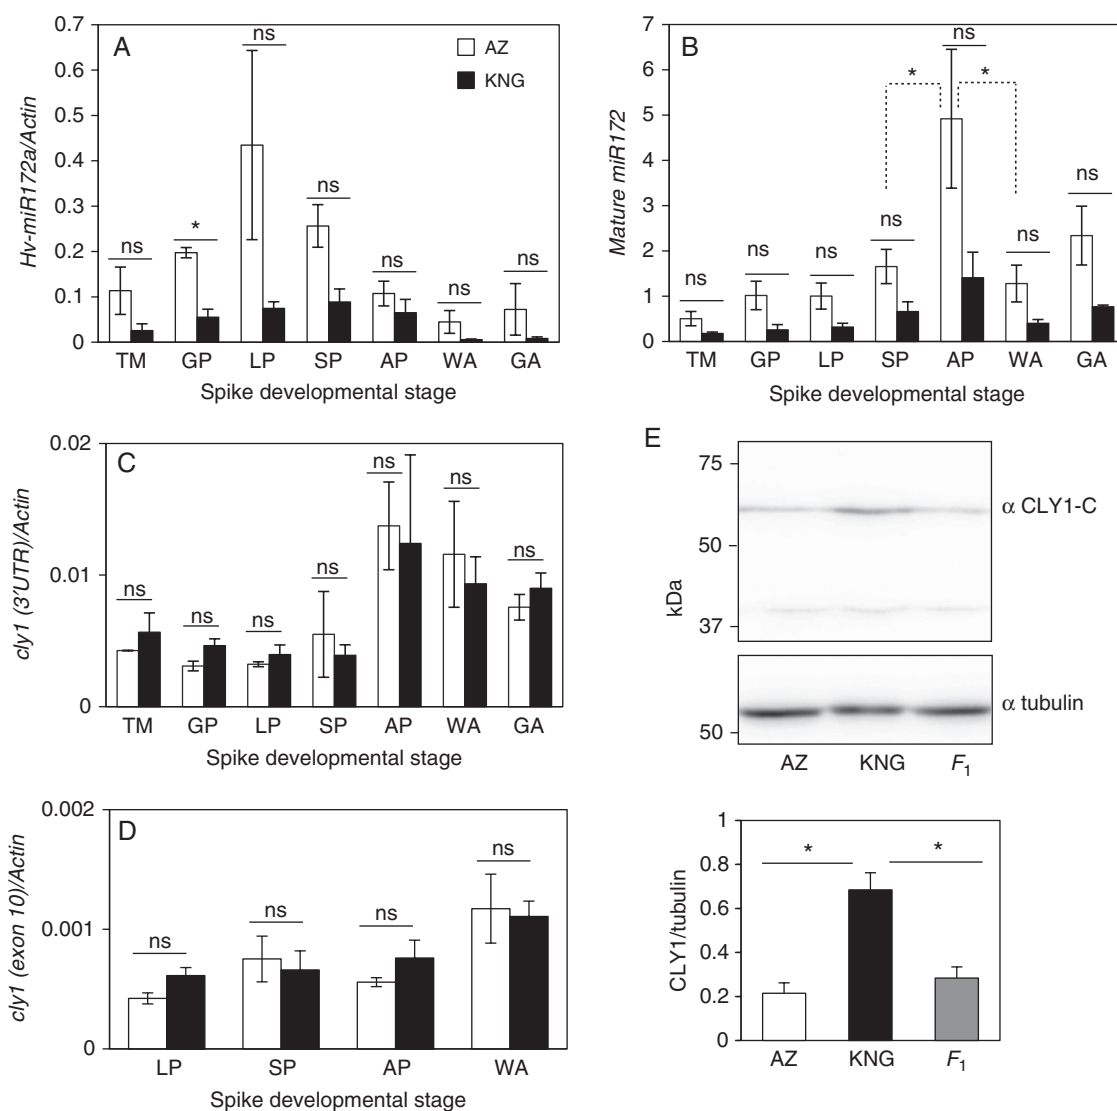 A
Hv-miR172a/Actin
0.7
0.6
0.5
0.4
0.3
0.2
0.1
0
ns
*
ns
ns
ns
ns
ns
AZ
KNG
TM GP LP SP AP WA GA
Spike developmental stage
B
Mature miR172
7
6
5
4
3
2
1
0
ns
ns
ns
ns
*
ns
*
ns
ns
TM GP LP SP AP WA GA
Spike developmental stage
C
cly1 (3'UTR)/Actin
0.02
0.01
0
ns
ns
ns
ns
ns
ns
ns
TM GP LP SP AP WA GA
Spike developmental stage
D
cly1 (exon 10)/Actin
0.002
0.001
0
ns
ns
ns
ns
LP SP AP WA
Spike developmental stage
E
kDa
75
50
37
α CLY1-C
50
α tubulin
AZ KNG F1
CLY1/tubulin
1
0.8
0.6
0.4
0.2
0
*
*
AZ KNG F1